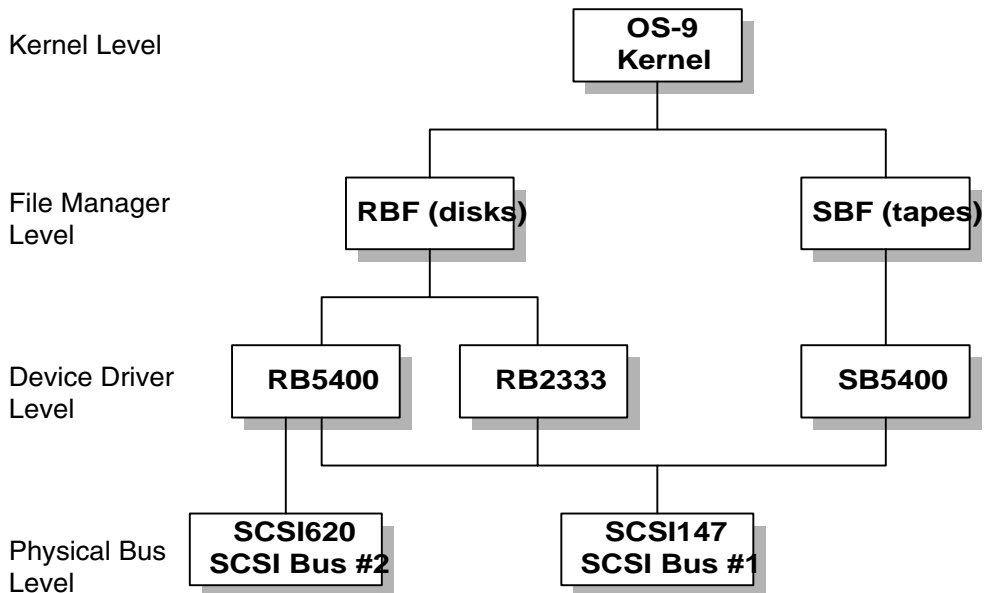 Kernel Level
OS-9
Kernel
File Manager
Level
RBF (disks)
SBF (tapes)
Device Driver
Level
RB5400
RB2333
SB5400
Physical Bus
Level
SCSI620
SCSI Bus #2
SCSI147
SCSI Bus #1